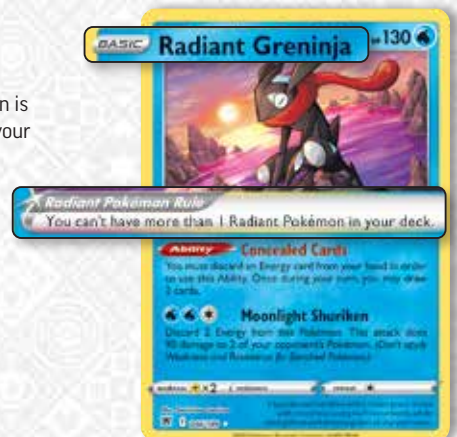 BASIC Radiant Greninja HP 130
n is
your
Radiant Pokémon Rule
You can't have more than 1 Radiant Pokémon in your deck.
Ability Concealed Cards
You must discard an Energy card from your hand in order
to use this Ability. Once during your turn, you may draw
2 cards.
Moonlight Shuriken
Discard 2 Energy from this Pokémon. This attack does
90 damage to 2 of your opponent's Pokémon. (Don't apply
Weakness and Resistance for Benched Pokémon.)
weakness ×2 resistance retreat